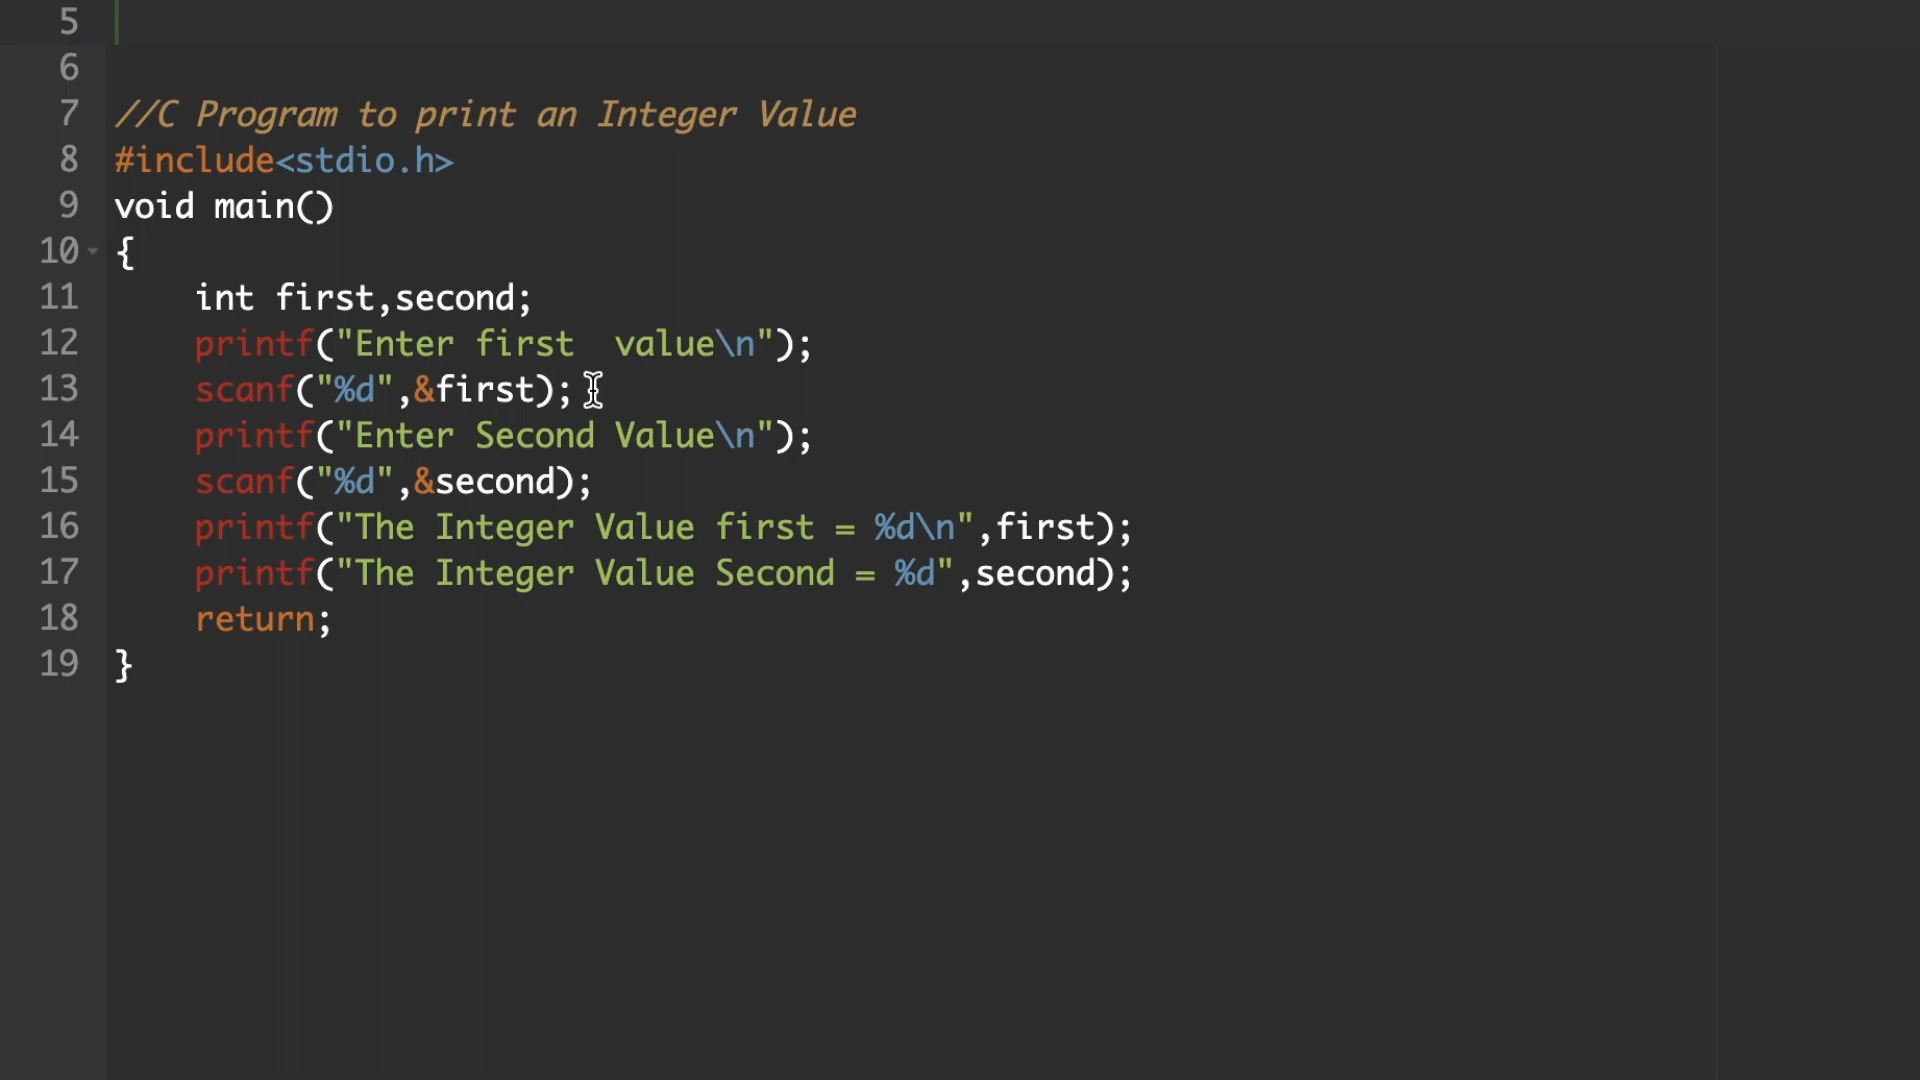 5
6
7 //C Program to print an Integer Value
8 #include<stdio.h>
9 void main()
10 {
11     int first,second;
12     printf("Enter first  value\n");
13     scanf("%d",&first);
14     printf("Enter Second Value\n");
15     scanf("%d",&second);
16     printf("The Integer Value first = %d\n",first);
17     printf("The Integer Value Second = %d",second);
18     return;
19 }